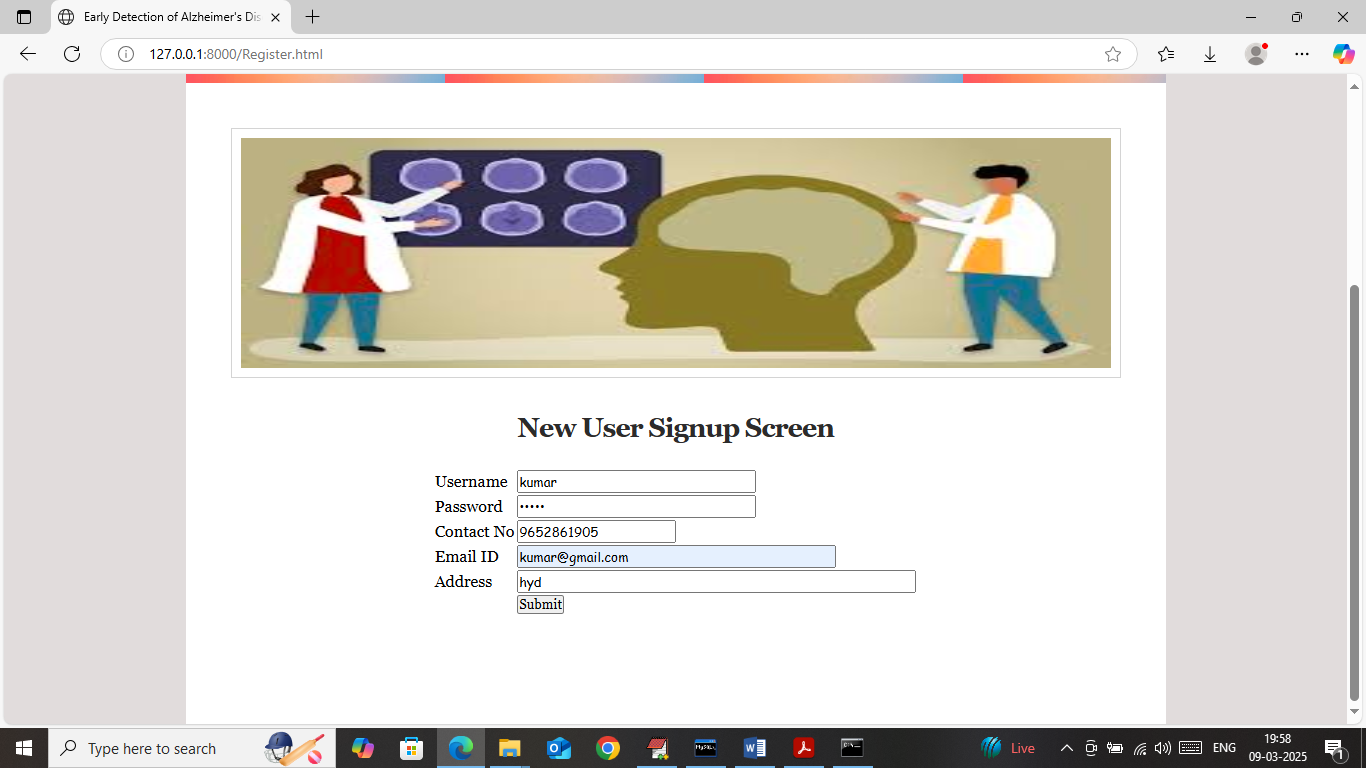 Early Detection of Alzheimer's Dis
127.0.0.1:8000/Register.html
New User Signup Screen
Username kumar
Password •••••
Contact No 9652861905
Email ID kumar@gmail.com
Address hyd
Submit
Type here to search
Live
ENG
19:58
09-03-2025
1